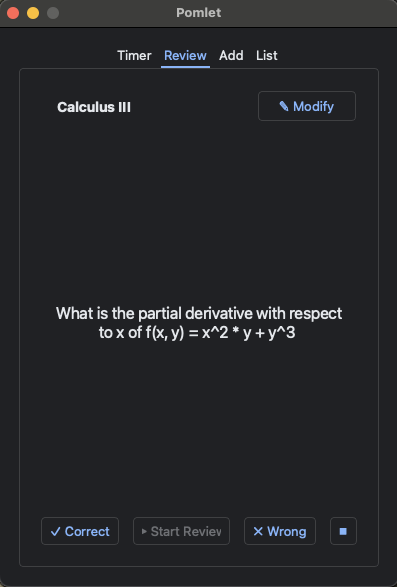 Pomlet
Timer Review Add List
Calculus III
✎ Modify
What is the partial derivative with respect
to x of f(x, y) = x^2 * y + y^3
✓ Correct
▸ Start Review
✕ Wrong